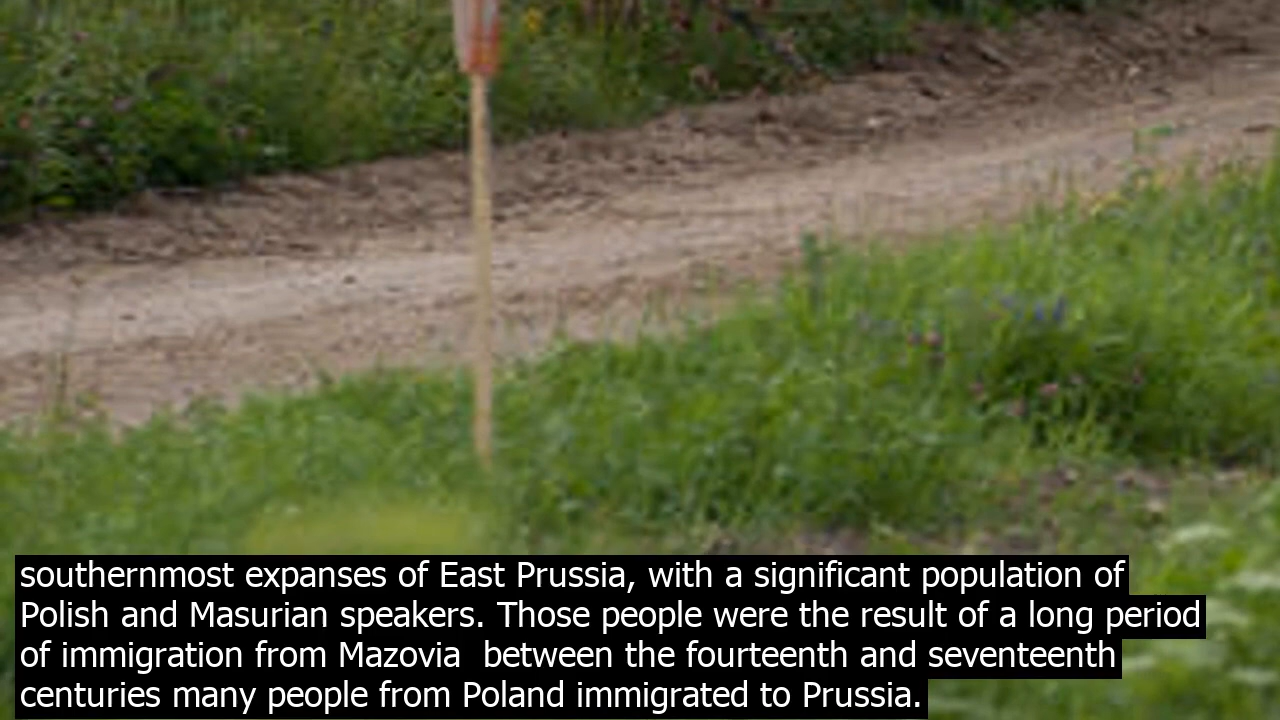 southernmost expanses of East Prussia, with a significant population of
Polish and Masurian speakers. Those people were the result of a long period
of immigration from Mazovia  between the fourteenth and seventeenth
centuries many people from Poland immigrated to Prussia.